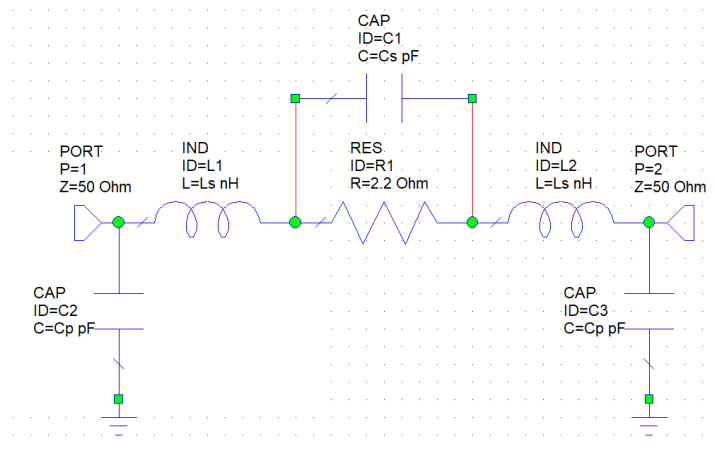 CAP
ID=C1
C=Cs pF
PORT
P=1
Z=50 Ohm
IND
ID=L1
L=Ls nH
RES
ID=R1
R=2.2 Ohm
IND
ID=L2
L=Ls nH
PORT
P=2
Z=50 Ohm
CAP
ID=C2
C=Cp pF
CAP
ID=C3
C=Cp pF